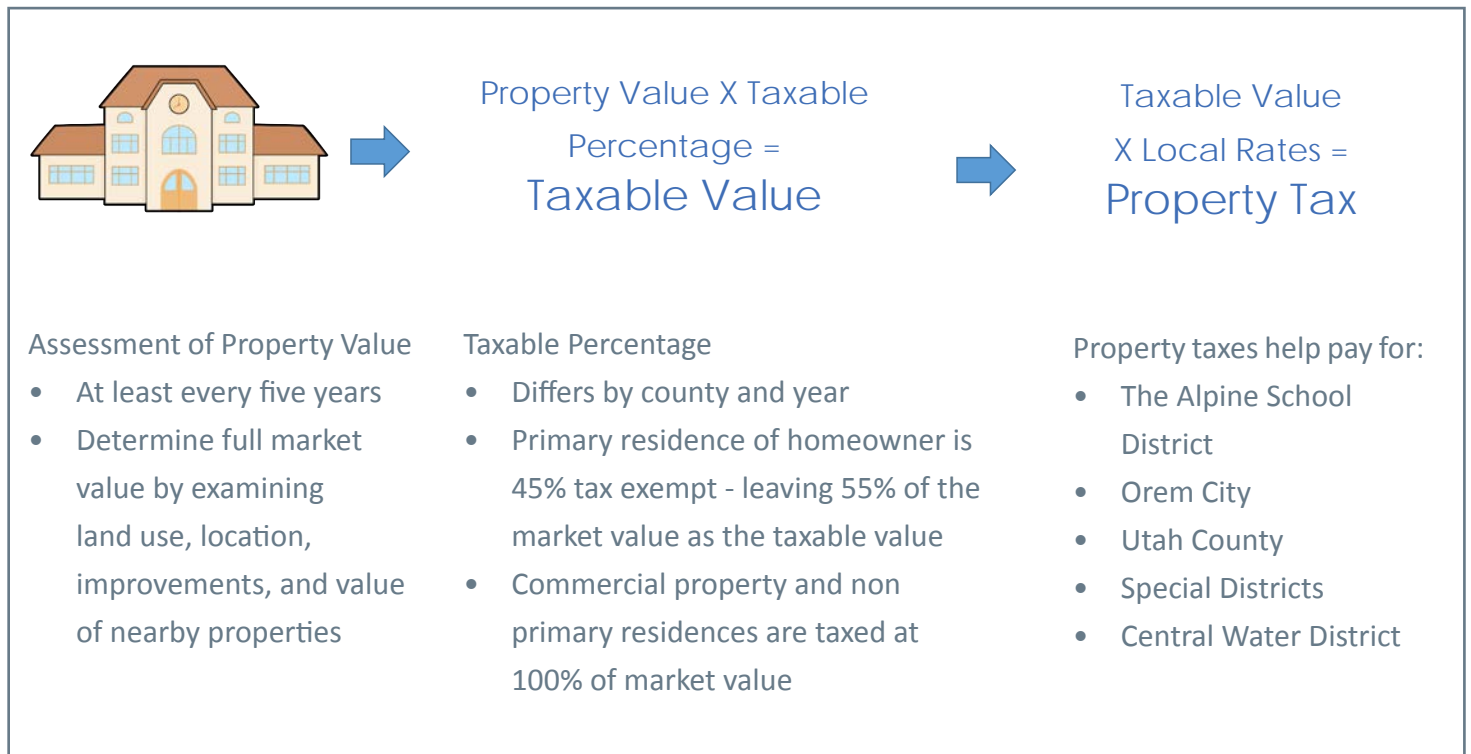 Property Value X Taxable
Percentage =
Taxable Value
Taxable Value
X Local Rates =
Property Tax
Assessment of Property Value
• At least every five years
• Determine full market
value by examining
land use, location,
improvements, and value
of nearby properties
Taxable Percentage
• Differs by county and year
• Primary residence of homeowner is
45% tax exempt - leaving 55% of the
market value as the taxable value
• Commercial property and non
primary residences are taxed at
100% of market value
Property taxes help pay for:
• The Alpine School
District
• Orem City
• Utah County
• Special Districts
• Central Water District